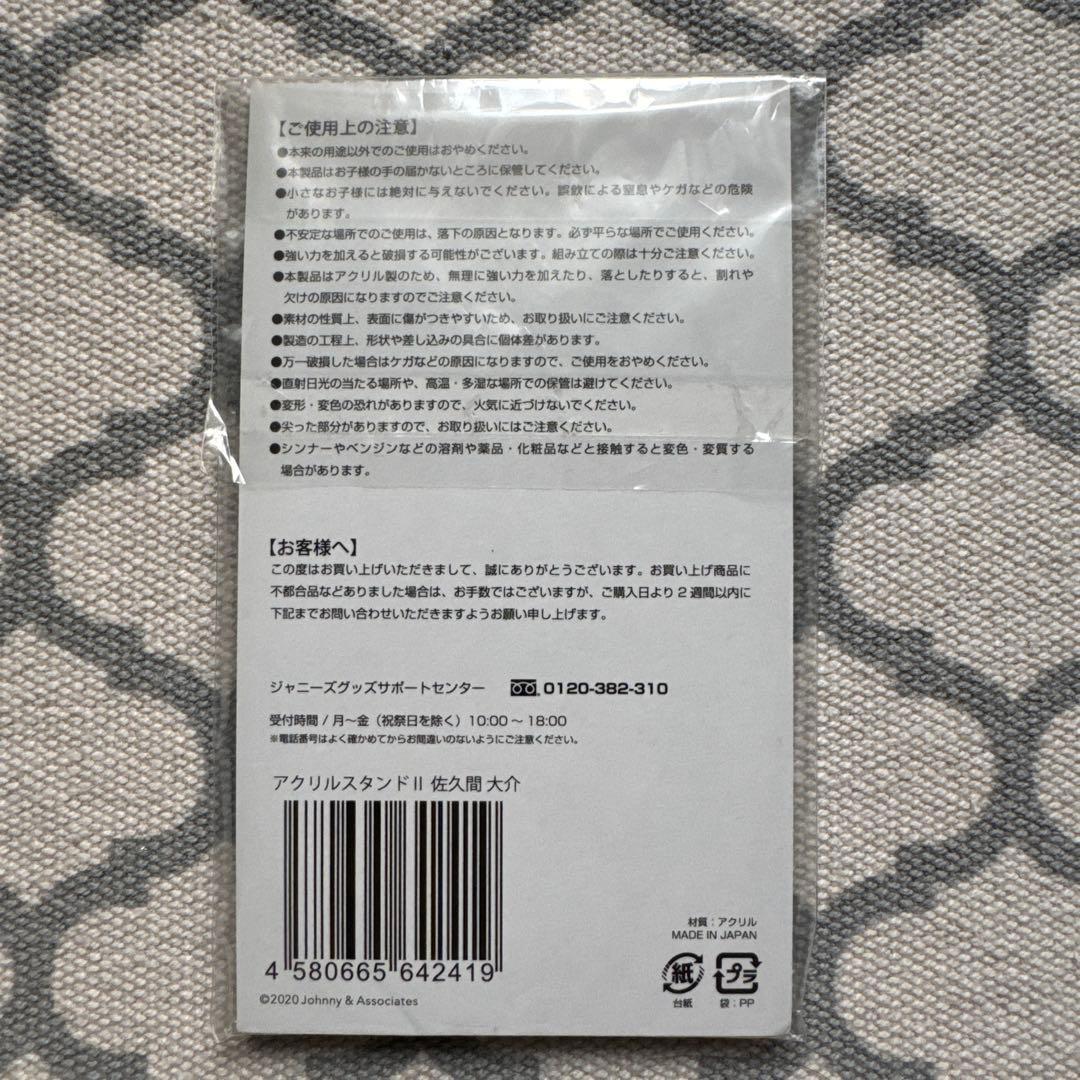 【ご使用上の注意】
●本来の用途以外でのご使用はおやめください。
●本製品はお子様の手の届かないところに保管してください。
●小さなお子様には絶対に与えないでください。誤飲による窒息やケガなどの危険
があります。
●不安定な場所でのご使用は、落下の原因となります。必ず平らな場所でご使用ください。
●強い力を加えると破損する可能性がございます。組み立ての際は十分ご注意ください。
●本製品はアクリル製のため、無理に強い力を加えたり、落としたりすると、割れや
欠けの原因になりますのでご注意ください。
●素材の性質上、表面に傷がつきやすいため、お取り扱いにご注意ください。
●製造の工程上、形状や差し込みの具合に個体差があります。
●万一破損した場合はケガなどの原因になりますので、ご使用をおやめください。
●直射日光の当たる場所や、高温・多湿な場所での保管は避けてください。
●変形・変色の恐れがありますので、火気に近づけないでください。
●尖った部分がありますので、お取り扱いにはご注意ください。
●シンナーやベンジンなどの溶剤や薬品・化粧品などと接触すると変色・変質する
場合があります。
【お客様へ】
この度はお買い上げいただきまして、誠にありがとうございます。お買い上げ商品に
不都合品などありました場合は、お手数ではございますが、ご購入日より2週間以内に
下記までお問い合わせいただきますようお願い申し上げます。
ジャニーズグッズサポートセンター 0120-382-310
受付時間 / 月〜金（祝祭日を除く）10:00〜18:00
※電話番号はよく確かめてからお間違いのないようにご注意ください。
アクリルスタンドⅡ 佐久間 大介
4 580665 642419
©2020 Johnny & Associates
材質：アクリル
MADE IN JAPAN
紙 プラ
台紙 袋：PP